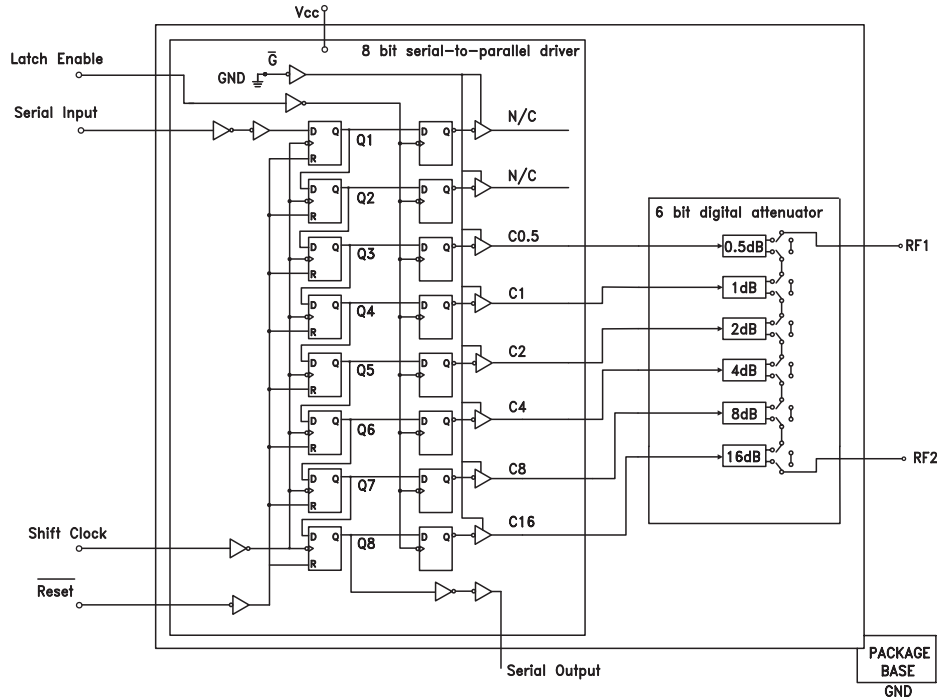 Vcc
8 bit serial-to-parallel driver
Latch Enable
G
GND
Serial Input
N/C
D Q
Q1
R
D Q
N/C
D Q
Q2
R
D Q
6 bit digital attenuator
C0.5
D Q
Q3
R
D Q
0.5dB
RF1
C1
D Q
Q4
R
D Q
1dB
C2
D Q
Q5
R
D Q
2dB
C4
D Q
Q6
R
D Q
4dB
C8
D Q
Q7
R
D Q
8dB
C16
D Q
Q8
R
D Q
16dB
RF2
Shift Clock
Reset
Serial Output
PACKAGE
BASE
GND